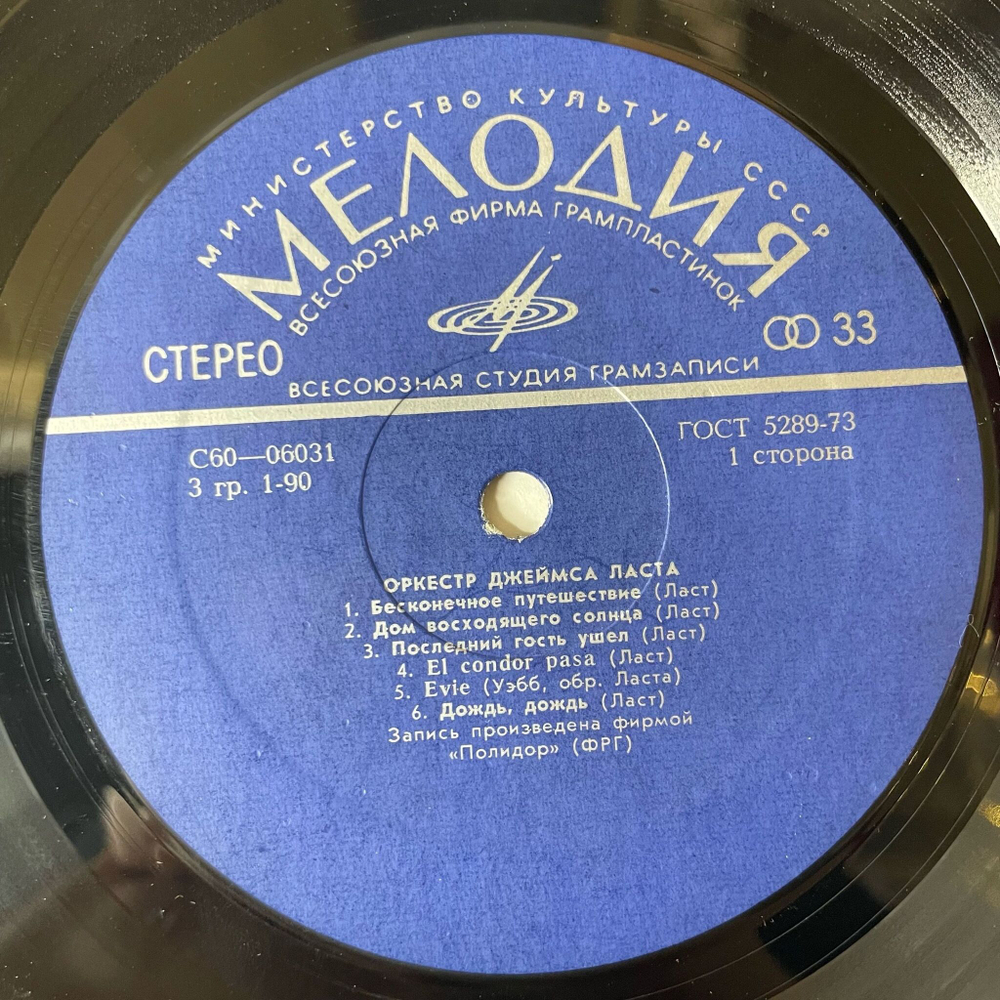 МИНИСТЕРСТВО КУЛЬТУРЫ СССР
МЕЛОДИЯ
ВСЕСОЮЗНАЯ ФИРМА ГРАМПЛАСТИНОК
СТЕРЕО
33
ВСЕСОЮЗНАЯ СТУДИЯ ГРАМЗАПИСИ
С60—06031
3 гр. 1-90
ГОСТ 5289-73
1 сторона
ОРКЕСТР ДЖЕЙМСА ЛАСТА
1. Бесконечное путешествие (Ласт)
2. Дом восходящего солнца (Ласт)
3. Последний гость ушел (Ласт)
4. El condor pasa (Ласт)
5. Evie (Уэбб, обр. Ласта)
6. Дождь, дождь (Ласт)
Запись произведена фирмой
«Полидор» (ФРГ)